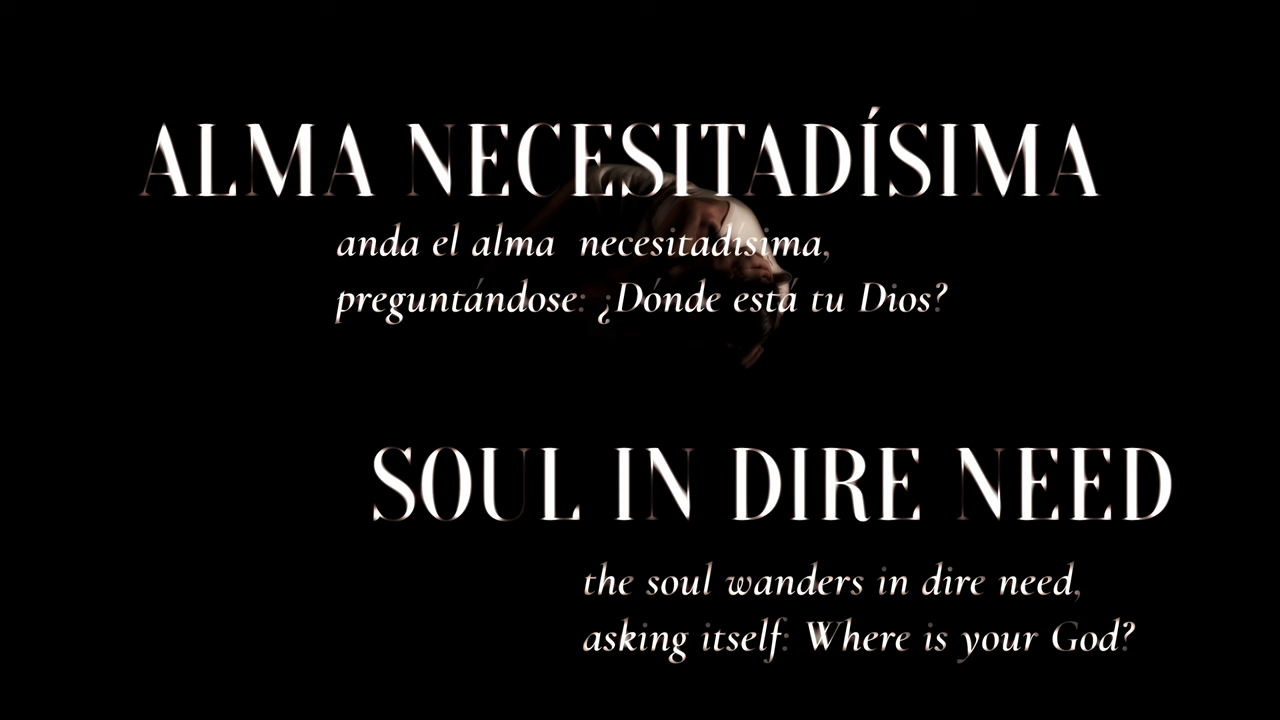 ALMA NECESITADÍSIMA
anda el alma necesitadísima,
preguntándose: ¿Dónde está tu Dios?
SOUL IN DIRE NEED
the soul wanders in dire need,
asking itself: Where is your God?